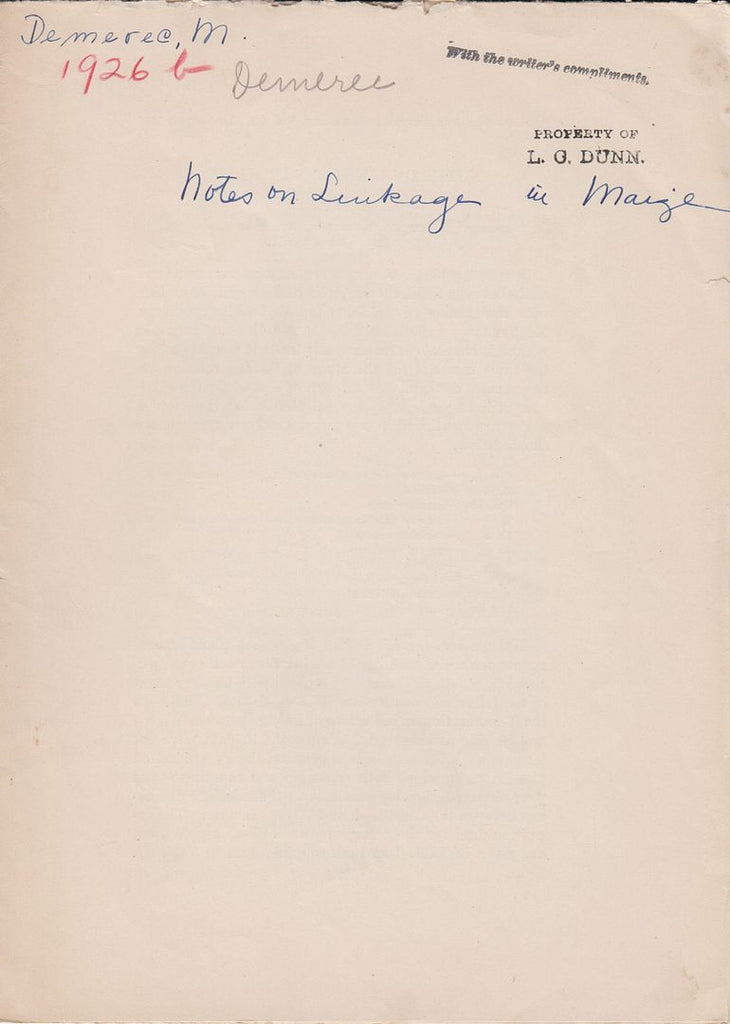 Demerec, M.
With the writer's compliments.
1926 b
Demerec
PROPERTY OF
L. C. DUNN.
Notes on Linkage in Maize